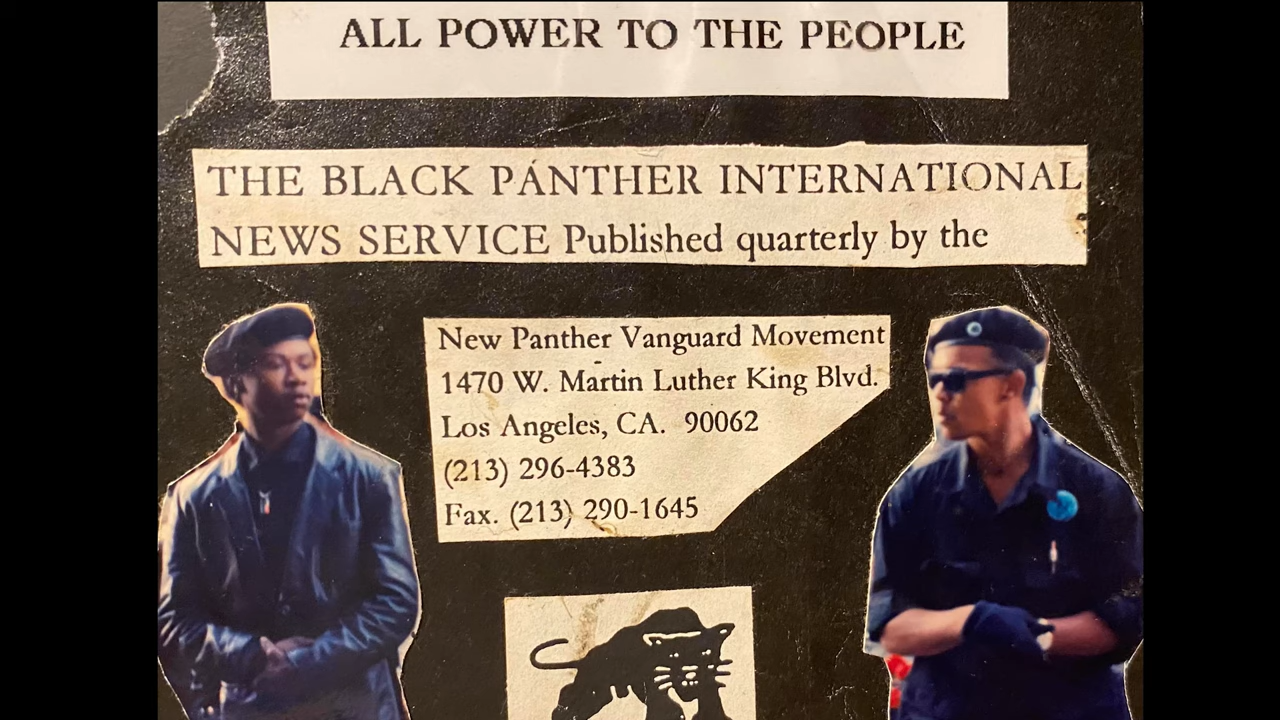 ALL POWER TO THE PEOPLE
THE BLACK PANTHER INTERNATIONAL
NEWS SERVICE Published quarterly by the
New Panther Vanguard Movement
1470 W. Martin Luther King Blvd.
Los Angeles, CA. 90062
(213) 296-4383
Fax. (213) 290-1645